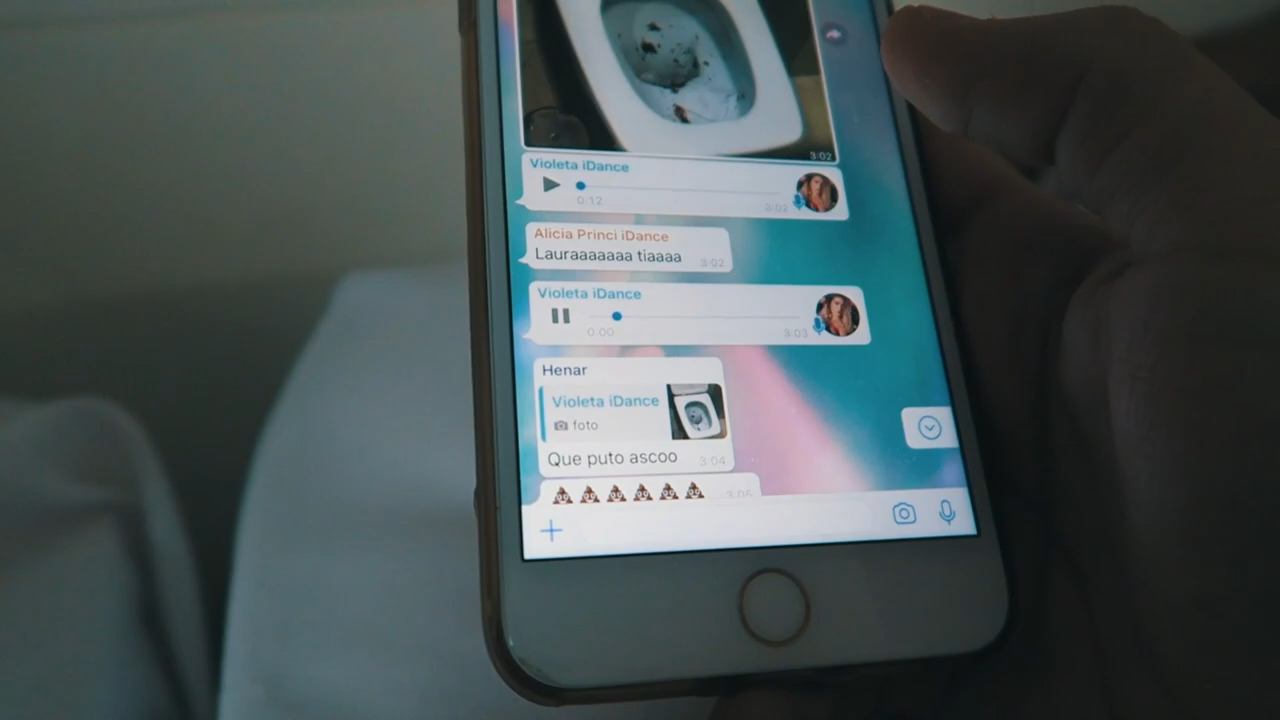 3:02
Violeta iDance
0:12 3:02
Alicia Princi iDance
Lauraaaaaaa tiaaaa 3:02
Violeta iDance
0:00 3:03
Henar
Violeta iDance
foto
Que puto ascoo 3:04
3:05